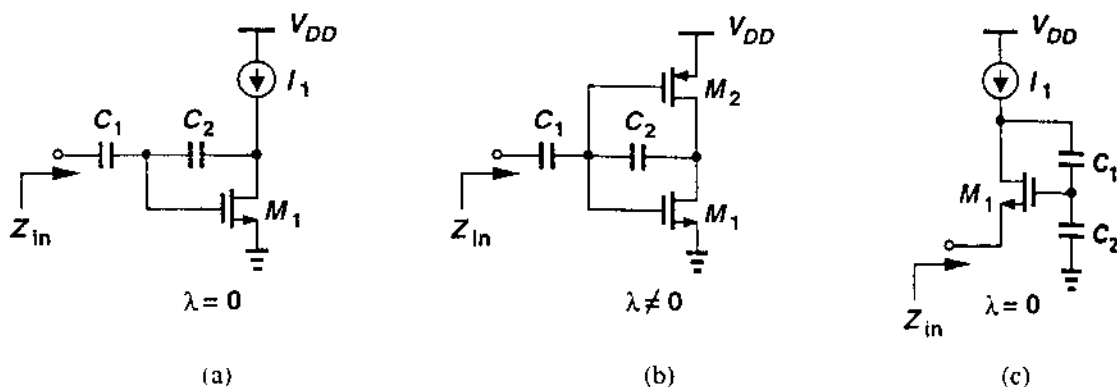 V_DD
I_1
C_1
C_2
M_1
Z_in
λ = 0
(a)
V_DD
M_2
C_1
C_2
M_1
Z_in
λ ≠ 0
(b)
V_DD
I_1
C_1
M_1
C_2
Z_in
λ = 0
(c)